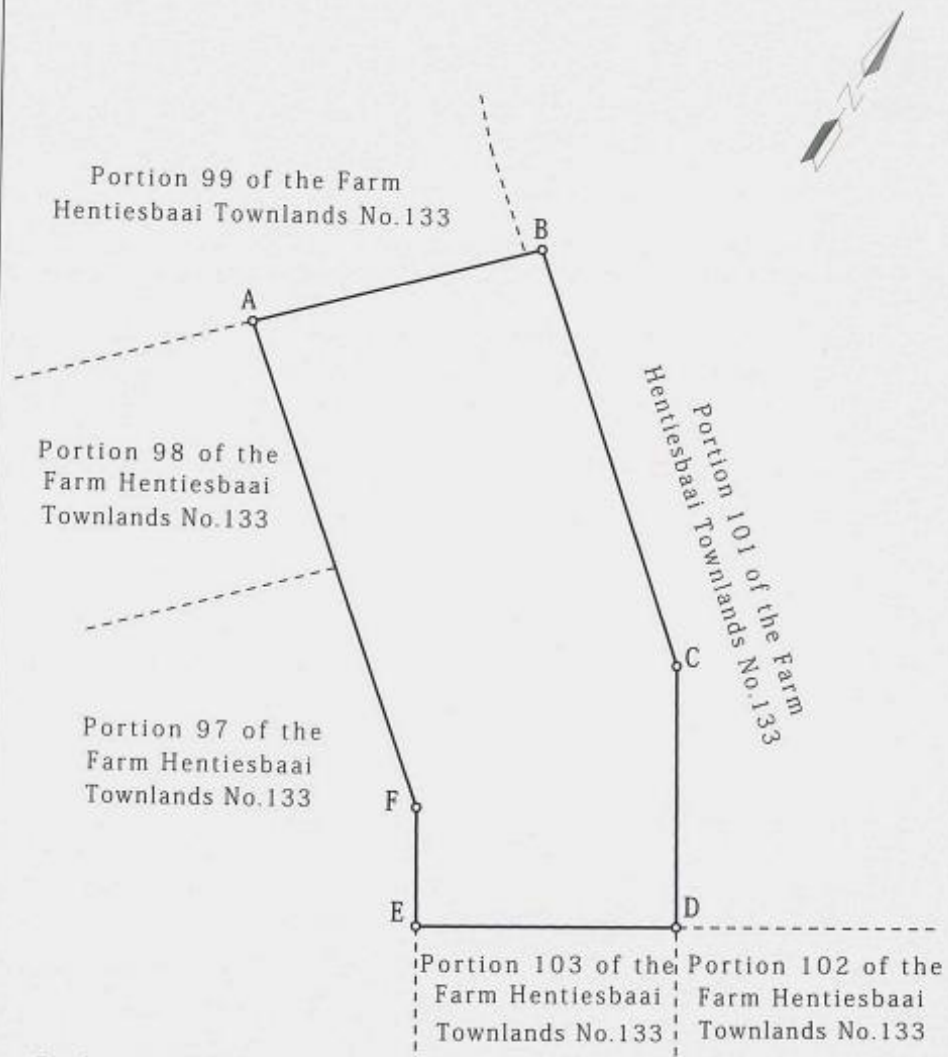 N
Portion 99 of the Farm
Hentiesbaai Townlands No.133
B
A
Portion 98 of the
Farm Hentiesbaai
Townlands No.133
Portion 101 of the Farm
Hentiesbaai Townlands No.133
C
Portion 97 of the
Farm Hentiesbaai
Townlands No.133
F
E
D
Portion 103 of the
Farm Hentiesbaai
Townlands No.133
Portion 102 of the
Farm Hentiesbaai
Townlands No.133